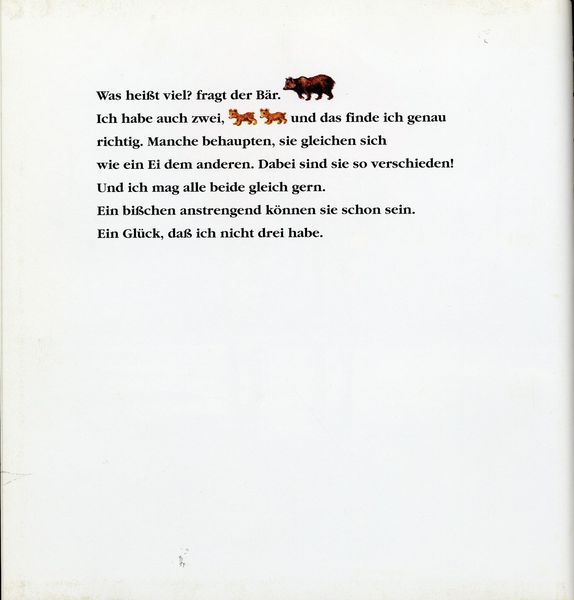 Was heißt viel? fragt der Bär.
Ich habe auch zwei, und das finde ich genau
richtig. Manche behaupten, sie gleichen sich
wie ein Ei dem anderen. Dabei sind sie so verschieden!
Und ich mag alle beide gleich gern.
Ein bißchen anstrengend können sie schon sein.
Ein Glück, daß ich nicht drei habe.